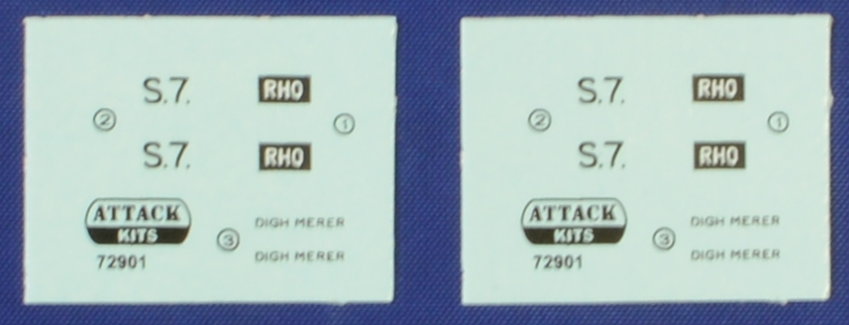 S.7. RHO
② ①
S.7. RHO
ATTACK
KITS
72901
③
DIGH MERER
DIGH MERER
S.7. RHO
② ①
S.7. RHO
ATTACK
KITS
72901
③
DIGH MERER
DIGH MERER